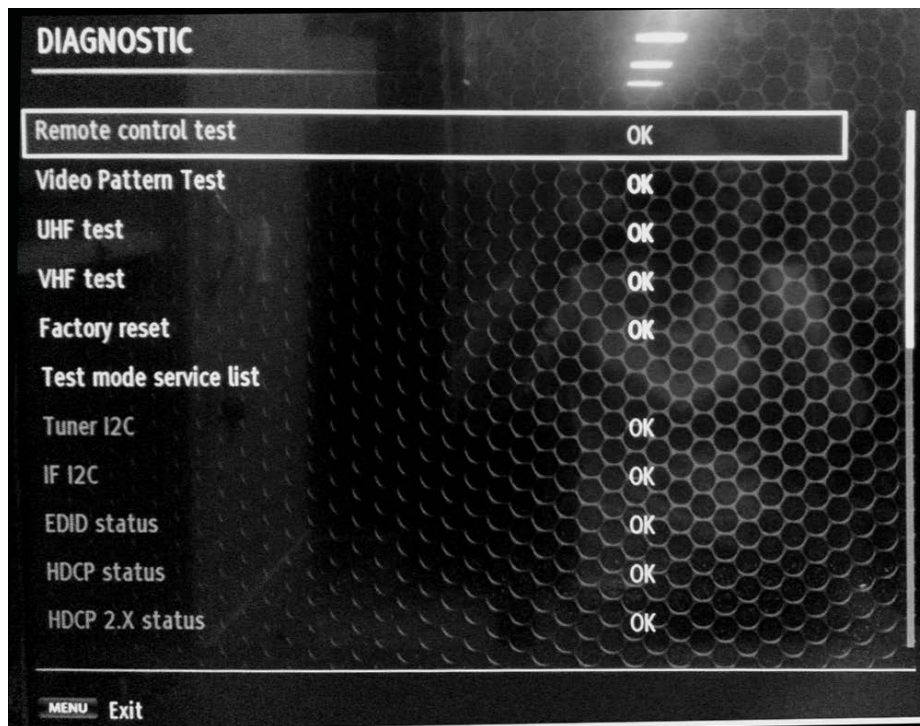 DIAGNOSTIC
Remote control test OK
Video Pattern Test OK
UHF test OK
VHF test OK
Factory reset OK
Test mode service list
Tuner I2C OK
IF I2C OK
EDID status OK
HDCP status OK
HDCP 2.X status OK
MENU Exit